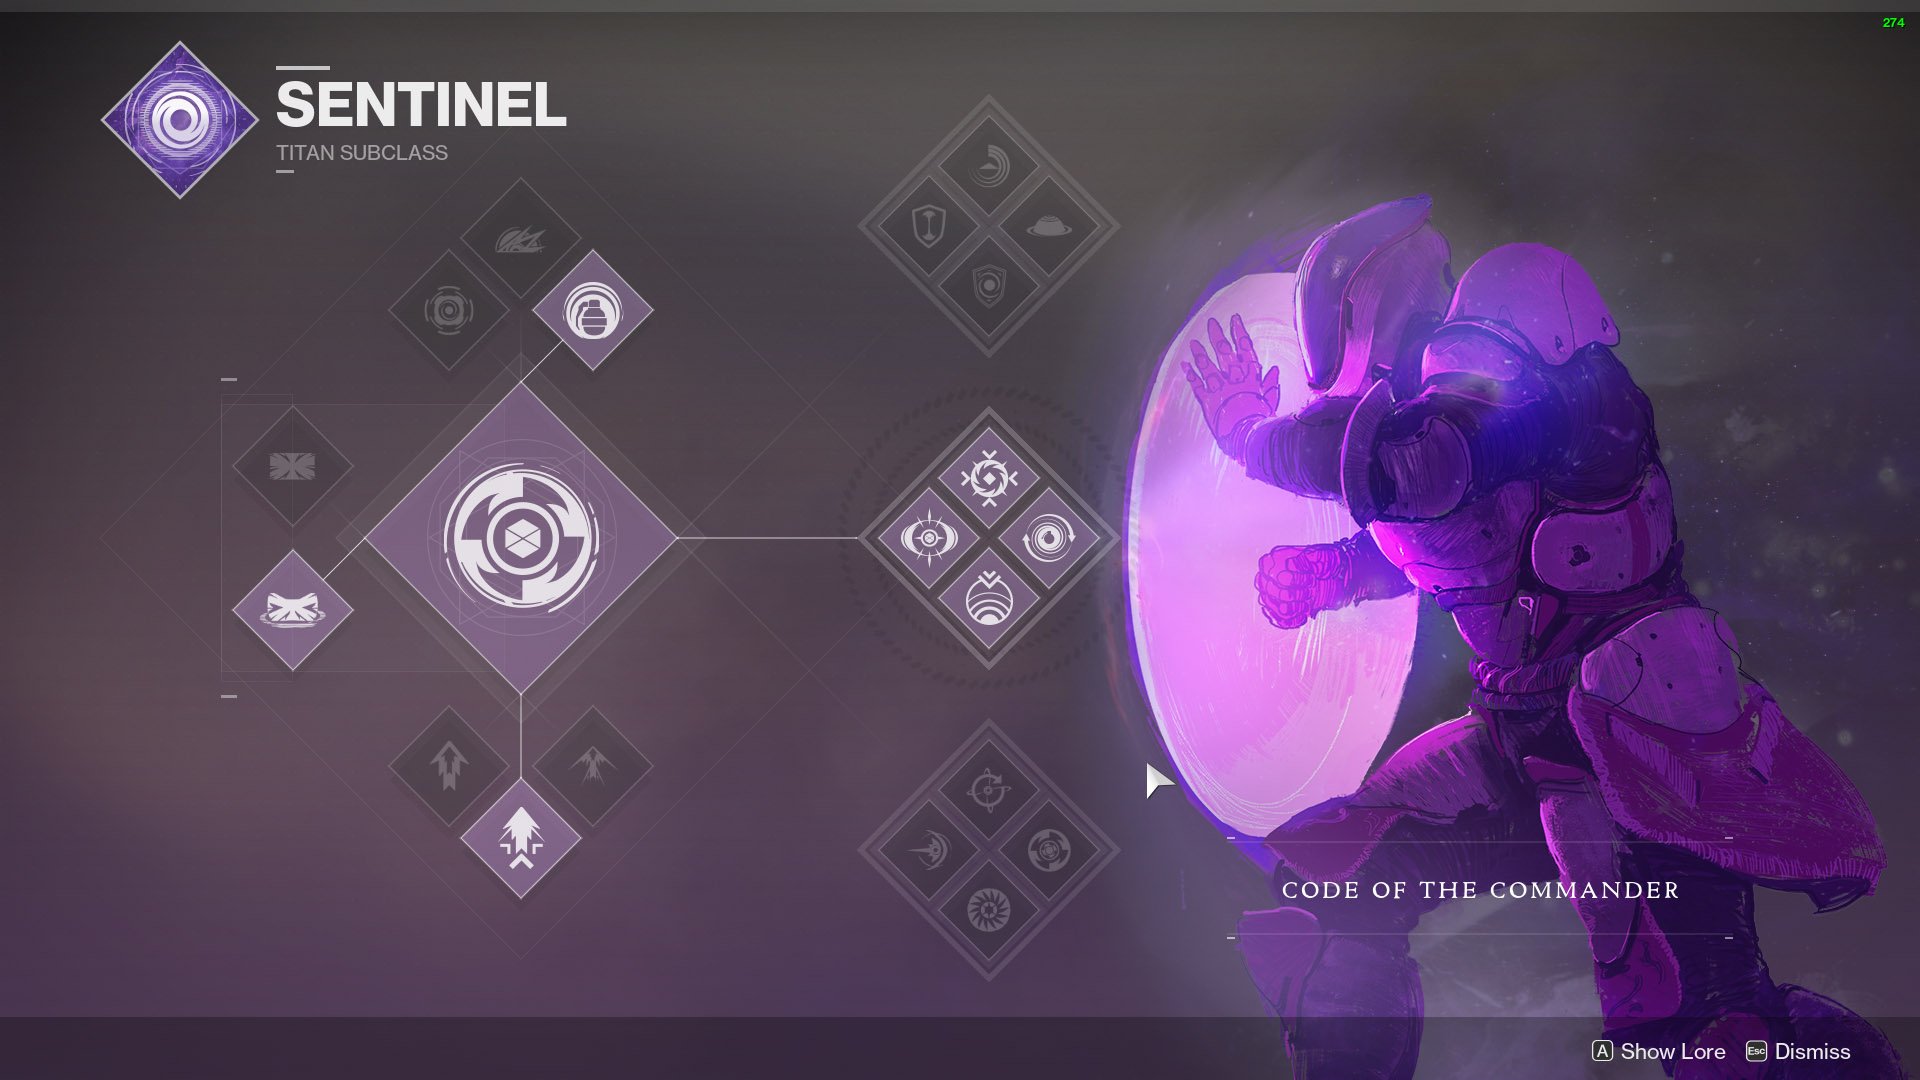 274
SENTINEL
TITAN SUBCLASS
CODE OF THE COMMANDER
A Show Lore Esc Dismiss